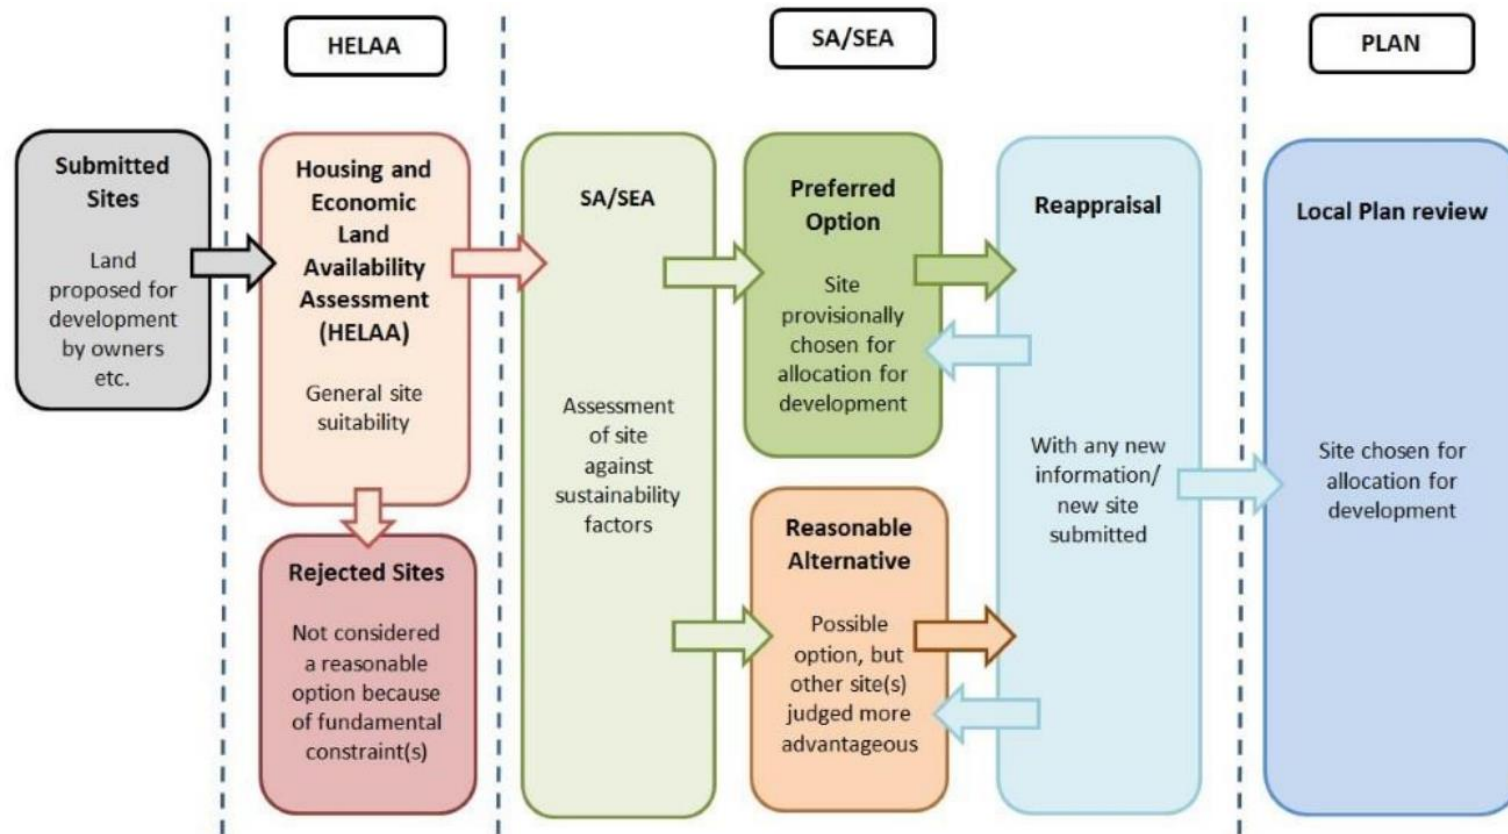 HELAA
SA/SEA
PLAN
Submitted
Sites
Land
proposed for
development
by owners
etc.
Housing and
Economic
Land
Availability
Assessment
(HELAA)
General site
suitability
Rejected Sites
Not considered
a reasonable
option because
of fundamental
constraint(s)
SA/SEA
Assessment
of site
against
sustainability
factors
Preferred
Option
Site
provisionally
chosen for
allocation for
development
Reasonable
Alternative
Possible
option, but
other site(s)
judged more
advantageous
Reappraisal
With any new
information/
new site
submitted
Local Plan review
Site chosen for
allocation for
development